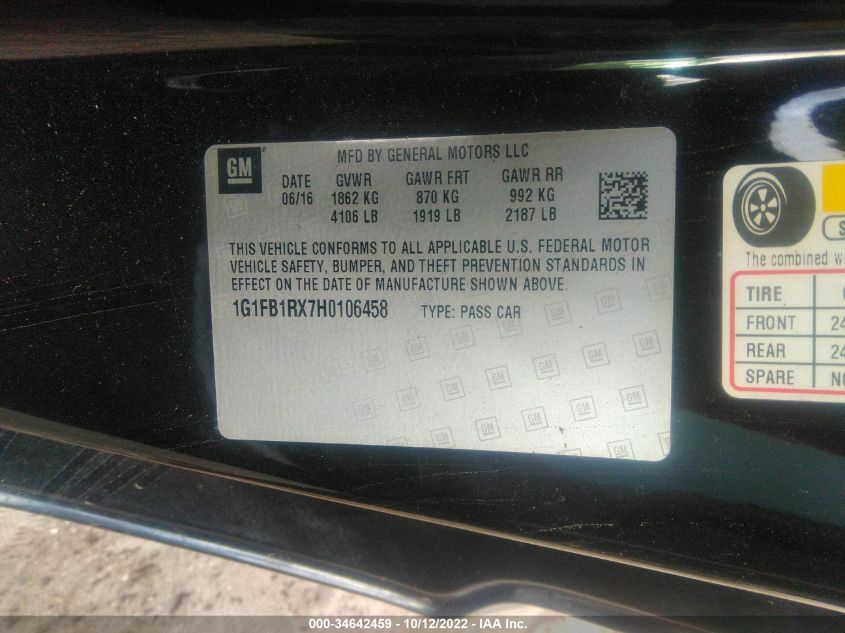 GM
MFD BY GENERAL MOTORS LLC
DATE GVWR GAWR FRT GAWR RR
06/16 1862 KG 870 KG 992 KG
4106 LB 1919 LB 2187 LB
THIS VEHICLE CONFORMS TO ALL APPLICABLE U.S. FEDERAL MOTOR
VEHICLE SAFETY, BUMPER, AND THEFT PREVENTION STANDARDS IN
EFFECT ON THE DATE OF MANUFACTURE SHOWN ABOVE.
1G1FB1RX7H0106458 TYPE: PASS CAR
The combined
TIRE
FRONT 24
REAR 24
SPARE
000-34642459 - 10/12/2022 - IAA Inc.